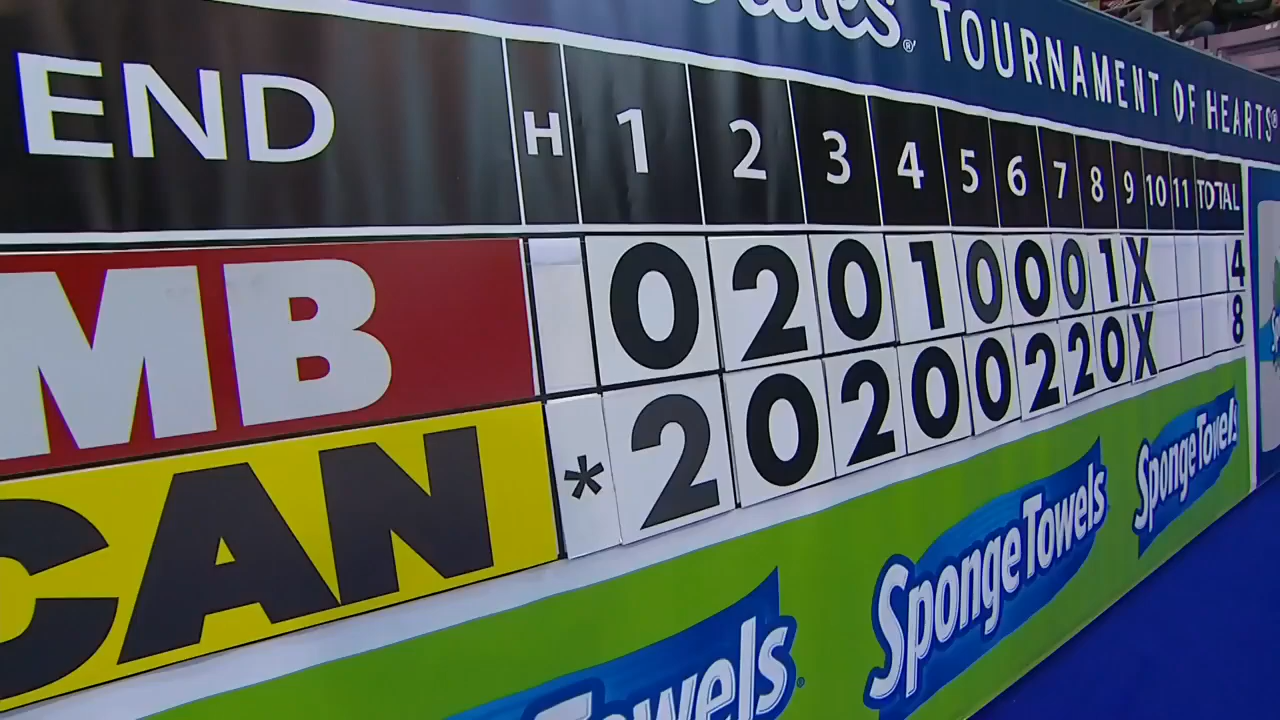 TOURNAMENT OF HEARTS®
END H 1 2 3 4 5 6 7 8 9 10 11 TOTAL
MB 0 2 0 1 0 0 0 1 X 4
CAN * 2 0 2 0 0 2 2 0 X 8
SpongeTowels
SpongeTowels
Towels